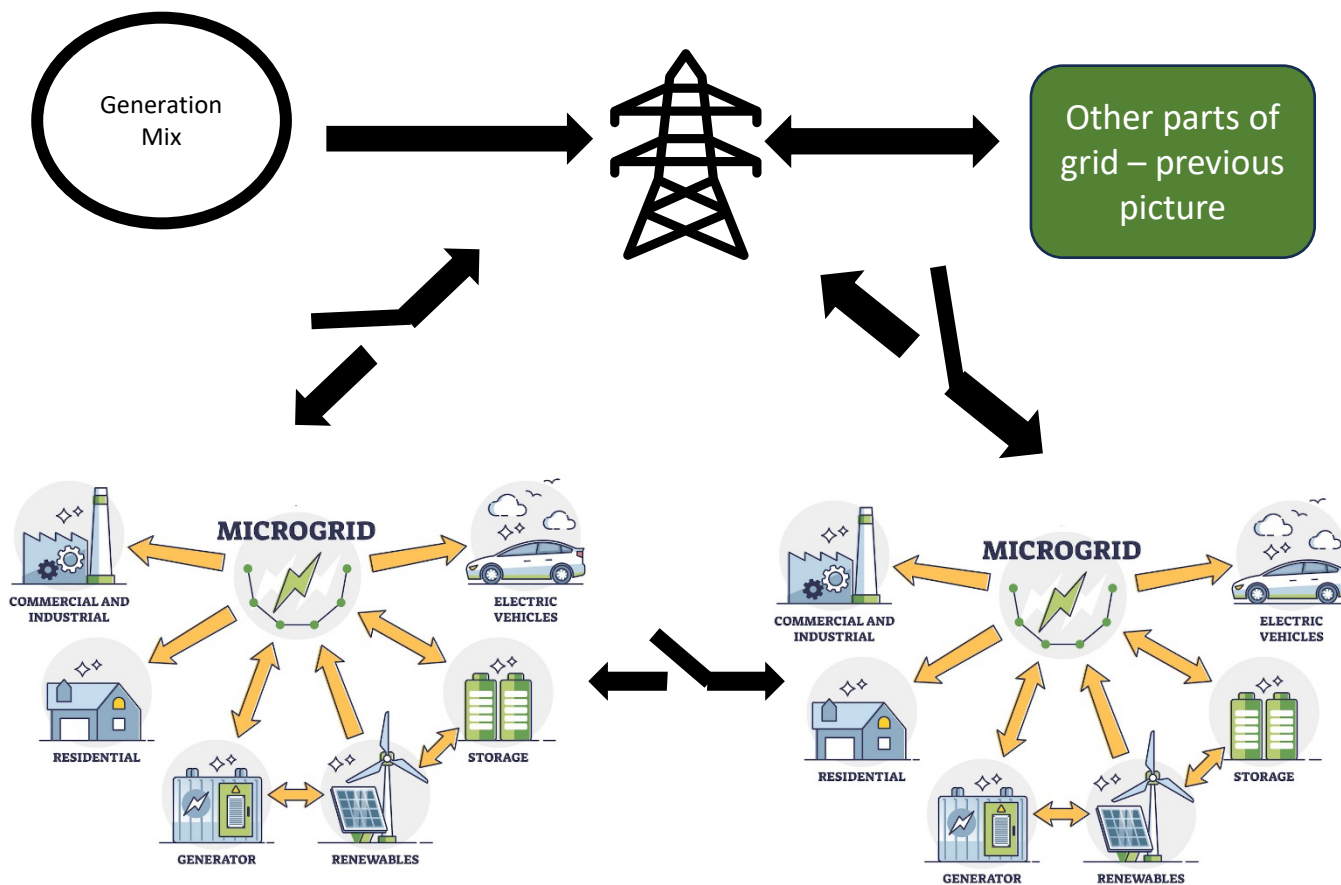 Generation
Mix
Other parts of
grid – previous
picture
MICROGRID
COMMERCIAL AND
INDUSTRIAL
ELECTRIC
VEHICLES
RESIDENTIAL
STORAGE
GENERATOR
RENEWABLES
MICROGRID
COMMERCIAL AND
INDUSTRIAL
ELECTRIC
VEHICLES
RESIDENTIAL
STORAGE
GENERATOR
RENEWABLES